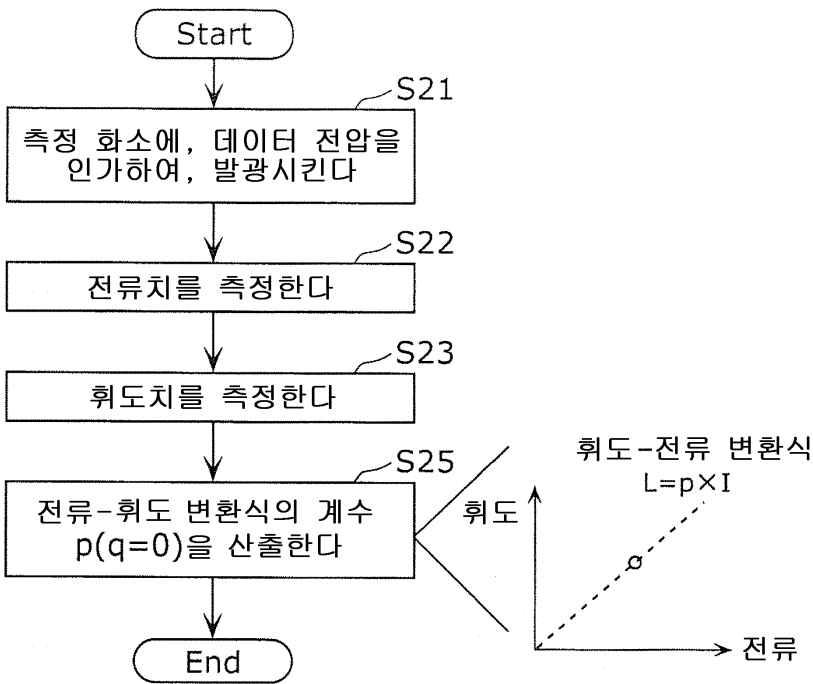 Start
S21
측정 화소에, 데이터 전압을
인가하여, 발광시킨다
S22
전류치를 측정한다
S23
휘도치를 측정한다
S25
전류-휘도 변환식의 계수
p(q=0)을 산출한다
End
휘도-전류 변환식
L=p×I
휘도
전류